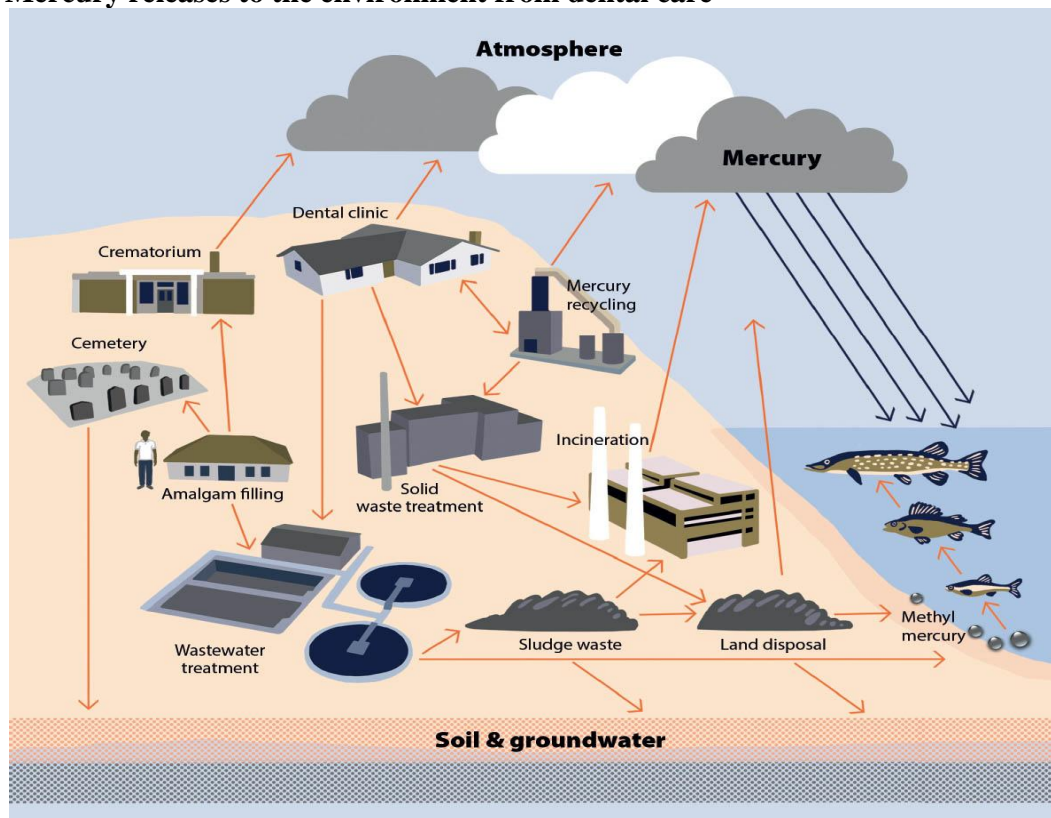 Mercury releases to the environment from dental care
Atmosphere
Mercury
Dental clinic
Crematorium
Mercury
recycling
Cemetery
Incineration
Amalgam filling
Solid
waste treatment
Wastewater
treatment
Sludge waste
Land disposal
Methyl
mercury
Soil & groundwater